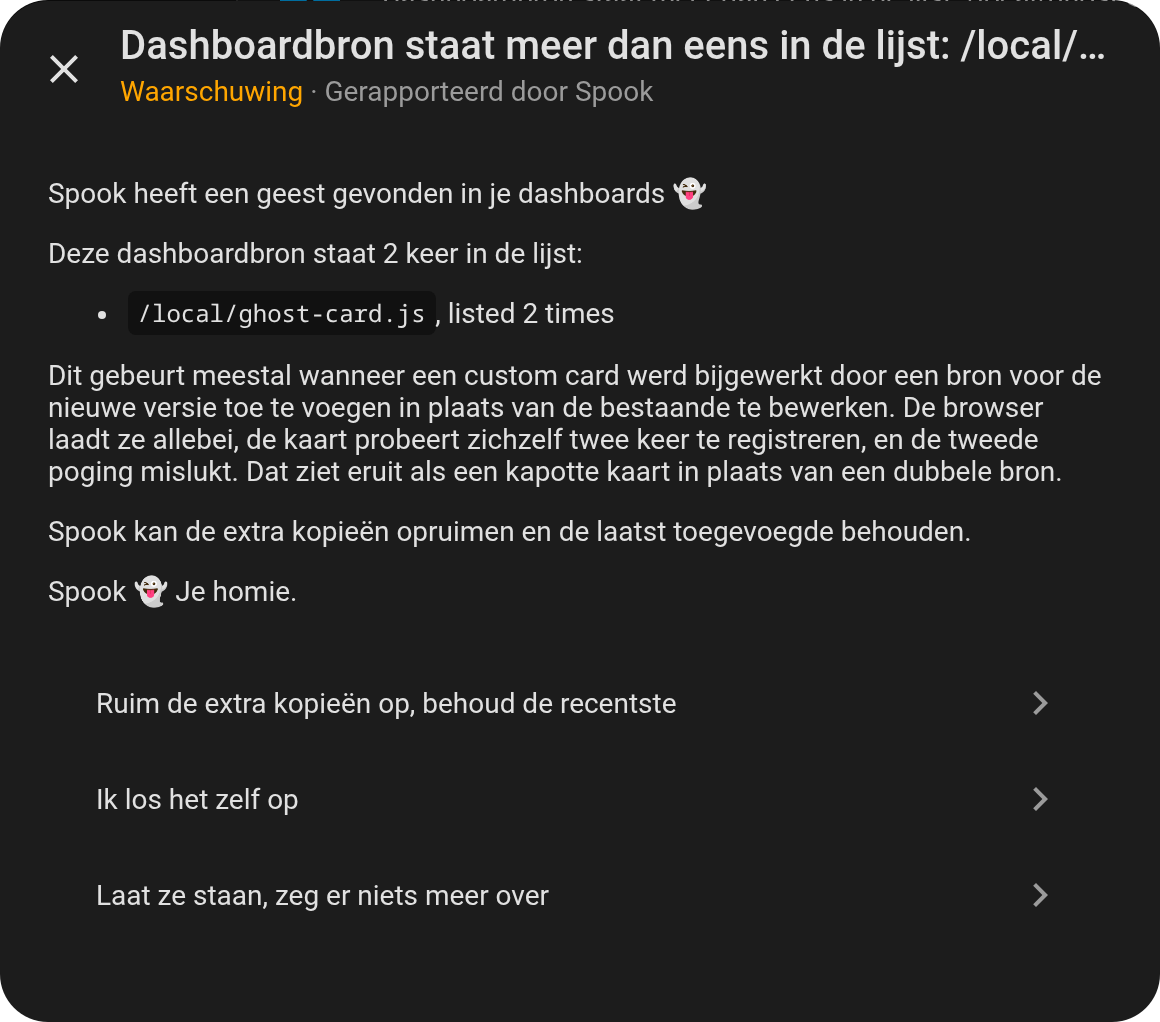 Dashboardbron staat meer dan eens in de lijst: /local/…
Waarschuwing · Gerapporteerd door Spook
Spook heeft een geest gevonden in je dashboards 👻
Deze dashboardbron staat 2 keer in de lijst:
• /local/ghost-card.js, listed 2 times
Dit gebeurt meestal wanneer een custom card werd bijgewerkt door een bron voor de
nieuwe versie toe te voegen in plaats van de bestaande te bewerken. De browser
laadt ze allebei, de kaart probeert zichzelf twee keer te registreren, en de tweede
poging mislukt. Dat ziet eruit als een kapotte kaart in plaats van een dubbele bron.
Spook kan de extra kopieën opruimen en de laatst toegevoegde behouden.
Spook 👻 Je homie.
Ruim de extra kopieën op, behoud de recentste
Ik los het zelf op
Laat ze staan, zeg er niets meer over